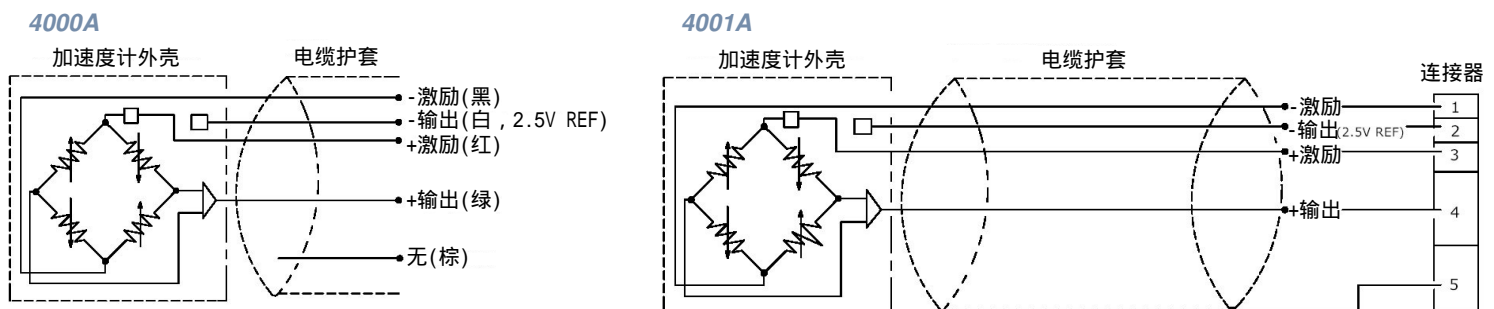 4000A
加速度计外壳
电缆护套
-激励(黑)
-输出(白 , 2.5V REF)
+激励(红)
+输出(绿)
无(棕)
4001A
加速度计外壳
电缆护套
连接器
-激励
1
-输出(2.5V REF)
2
+激励
3
+输出
4
5